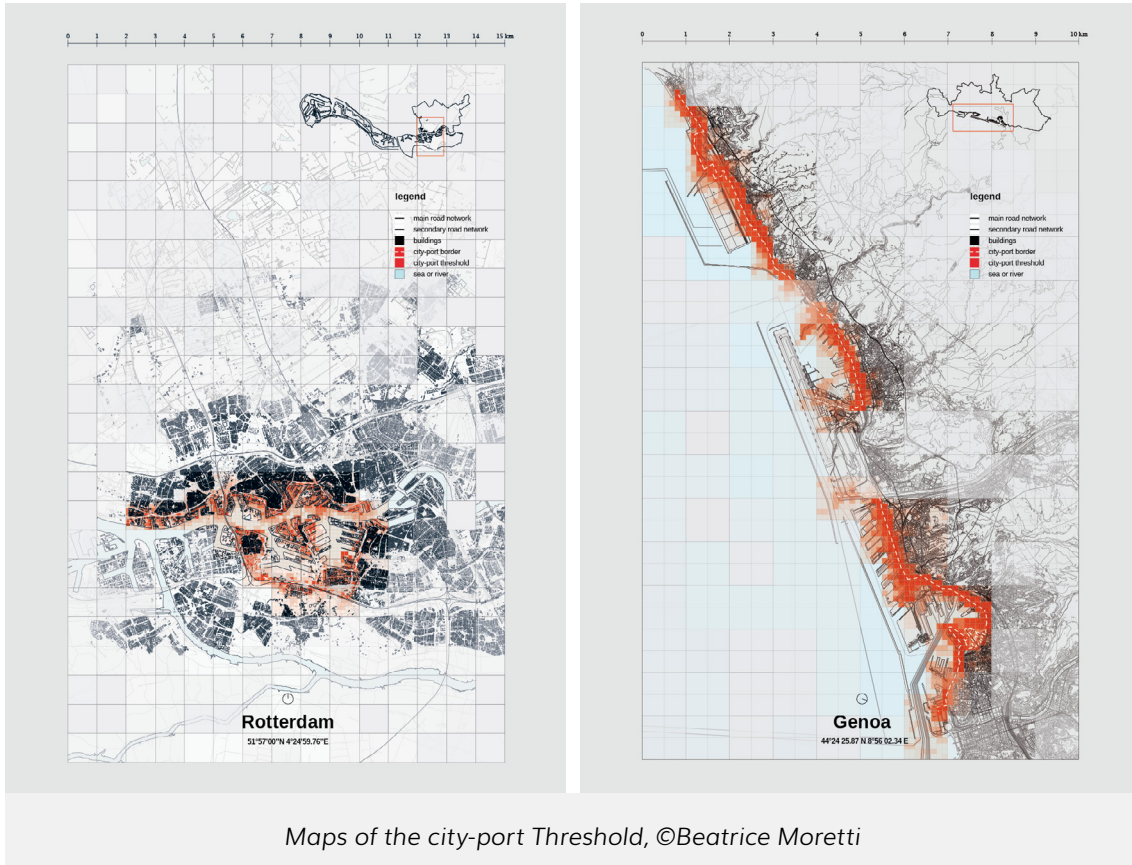 0 1 2 3 4 5 6 7 8 9 10 11 12 13 14 15 km
legend
main road network
secondary road network
buildings
city-port border
city-port threshold
sea or river
Rotterdam
51°57'00"N 4°24'59.76"E
0 1 2 3 4 5 6 7 8 9 10 km
legend
main road network
secondary road network
buildings
city-port border
city-port threshold
sea or river
Genoa
44°24 25.87 N 8°56 02.34 E
Maps of the city-port Threshold, ©Beatrice Moretti